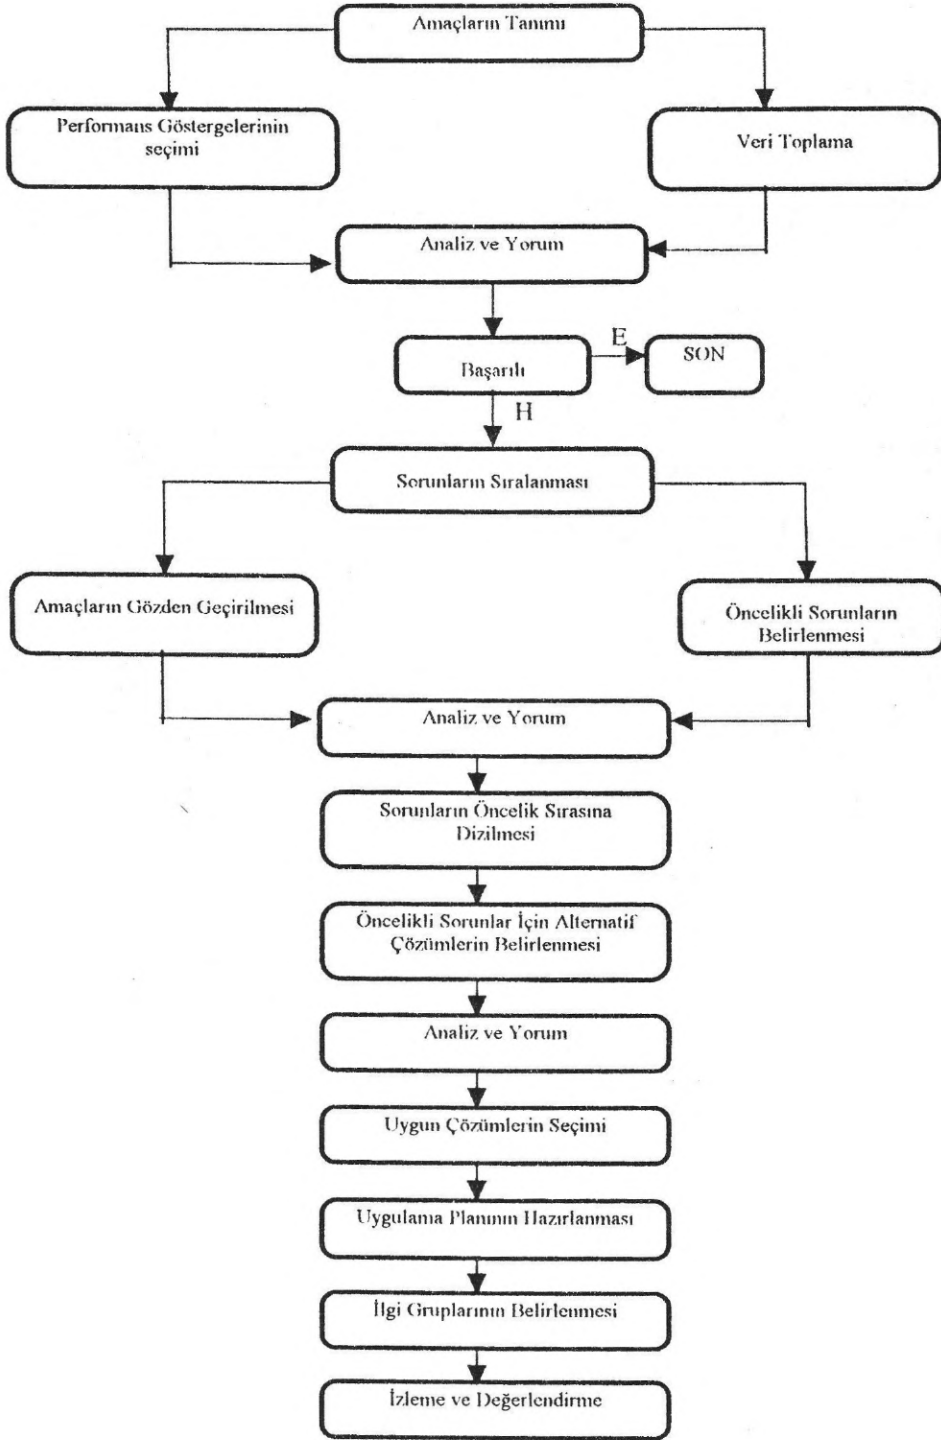 Amaçların Tanımı
Performans Göstergelerinin
seçimi
Veri Toplama
Analiz ve Yorum
E
SON
Başarılı
H
Sorunların Sıralanması
Amaçların Gözden Geçirilmesi
Öncelikli Sorunların
Belirlenmesi
Analiz ve Yorum
Sorunların Öncelik Sırasına
Dizilmesi
Öncelikli Sorunlar İçin Alternatif
Çözümlerin Belirlenmesi
Analiz ve Yorum
Uygun Çözümlerin Seçimi
Uygulama Planının Hazırlanması
İlgi Gruplarının Belirlenmesi
İzleme ve Değerlendirme